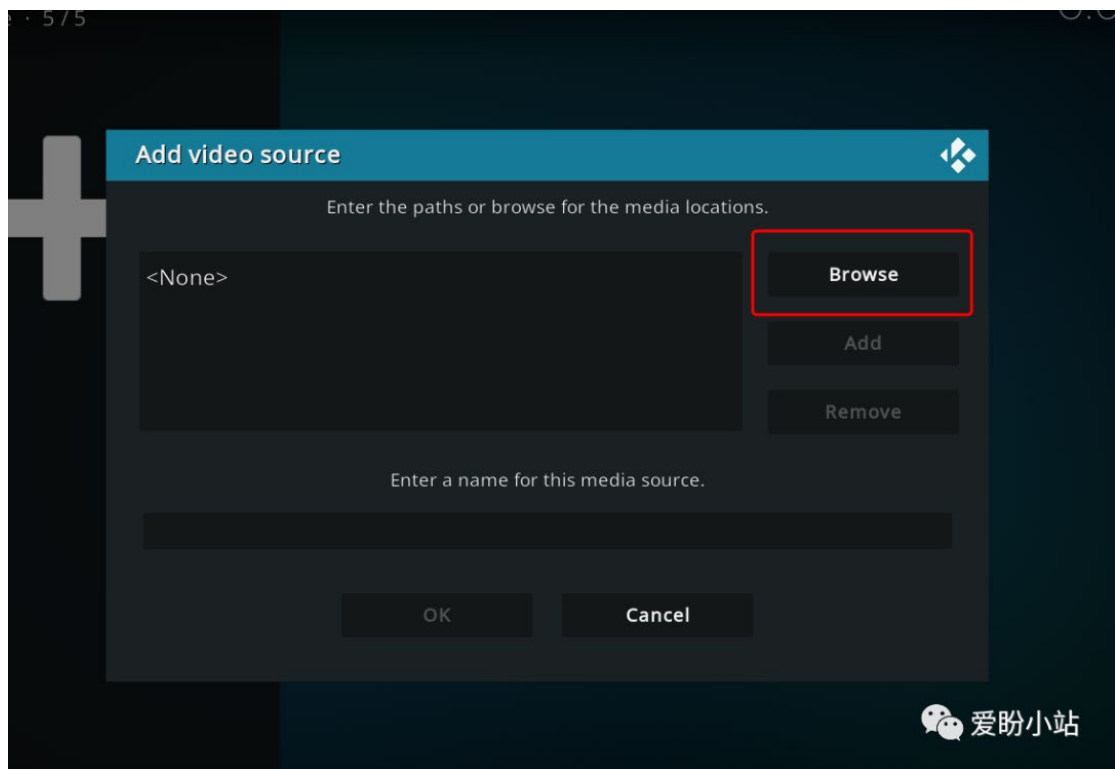 · 5/5
Add video source
Enter the paths or browse for the media locations.
<None>
Browse
Add
Remove
Enter a name for this media source.
OK
Cancel
爱盼小站